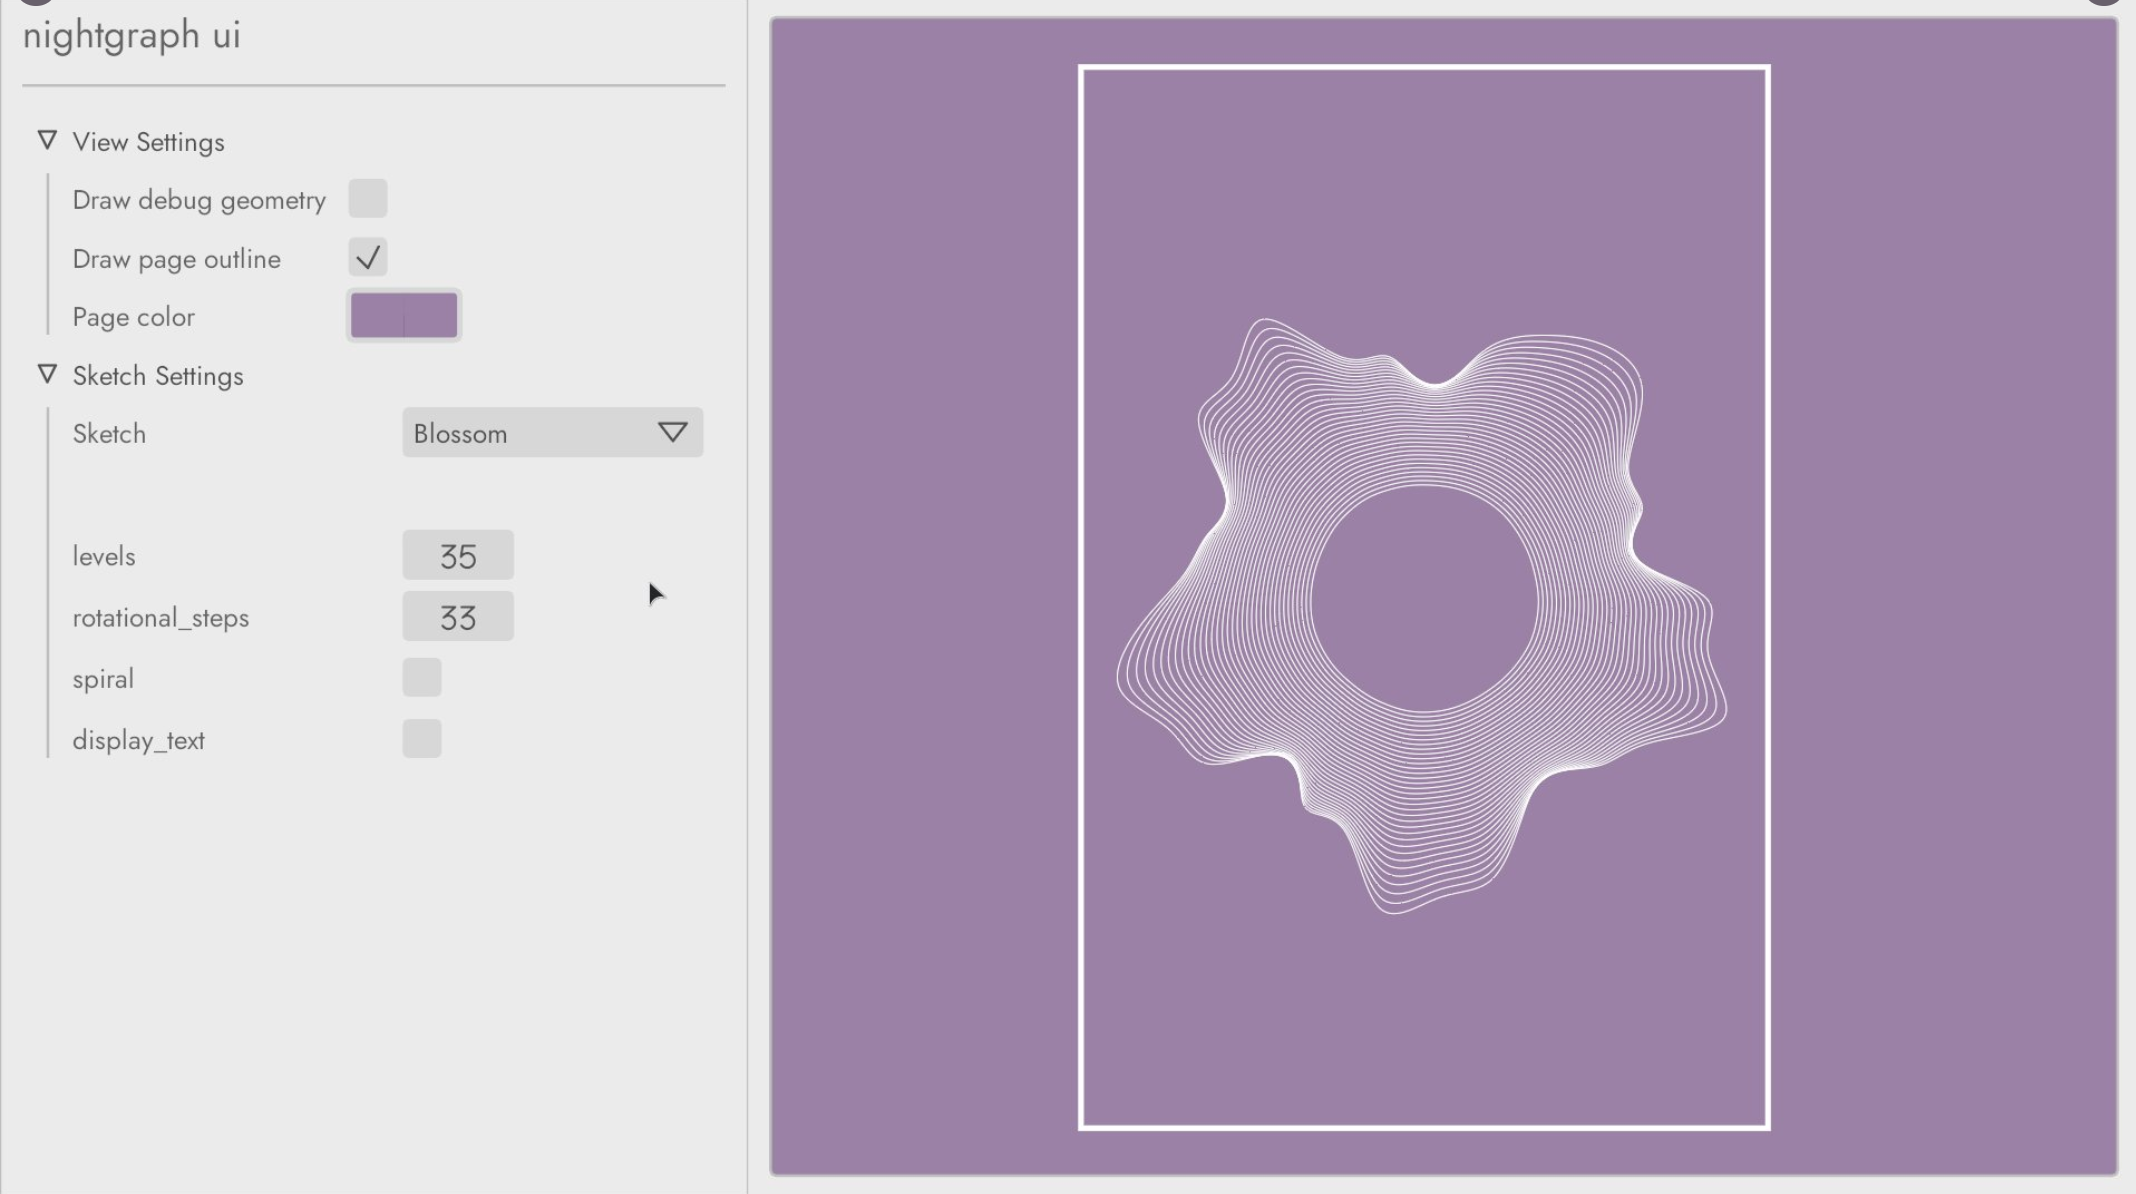 nightgraph ui
View Settings
Draw debug geometry
Draw page outline
Page color
Sketch Settings
Sketch Blossom
levels 35
rotational_steps 33
spiral
display_text